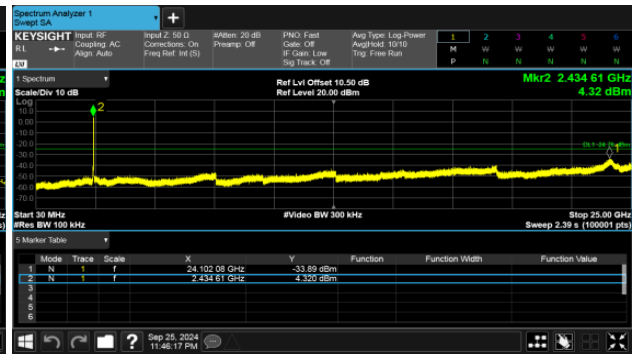 Spectrum Analyzer 1
Swept SA
+
KEYSIGHT Input: RF Input Z: 50 Ω #Atten: 20 dB PNO: Fast Avg Type: Log-Power 1 2 3 4 5 6
RL Coupling: AC Corrections: On Preamp: Off Gate: Off Avg|Hold: 10/10 M W W W W W
Align: Auto Freq Ref: Int (S) IF Gain: Low Trig: Free Run
LXI Sig Track: Off P N N N N N
1 Spectrum Ref Lvl Offset 10.50 dB Mkr2 2.434 61 GHz
Scale/Div 10 dB Ref Level 20.00 dBm 4.32 dBm
Log
10.0 2
0.00
-10.0
-20.0
-30.0 1
-40.0
-50.0
-60.0
-70.0
Start 30 MHz #Video BW 300 kHz Stop 25.00 GHz
#Res BW 100 kHz Sweep 2.39 s (100001 pts)
5 Marker Table
Mode Trace Scale X Y Function Function Width Function Value
1 N 1 f 24.102 08 GHz -33.89 dBm
2 N 1 f 2.434 61 GHz 4.320 dBm
3
4
5
6
? Sep 25, 2024
11:46:17 PM